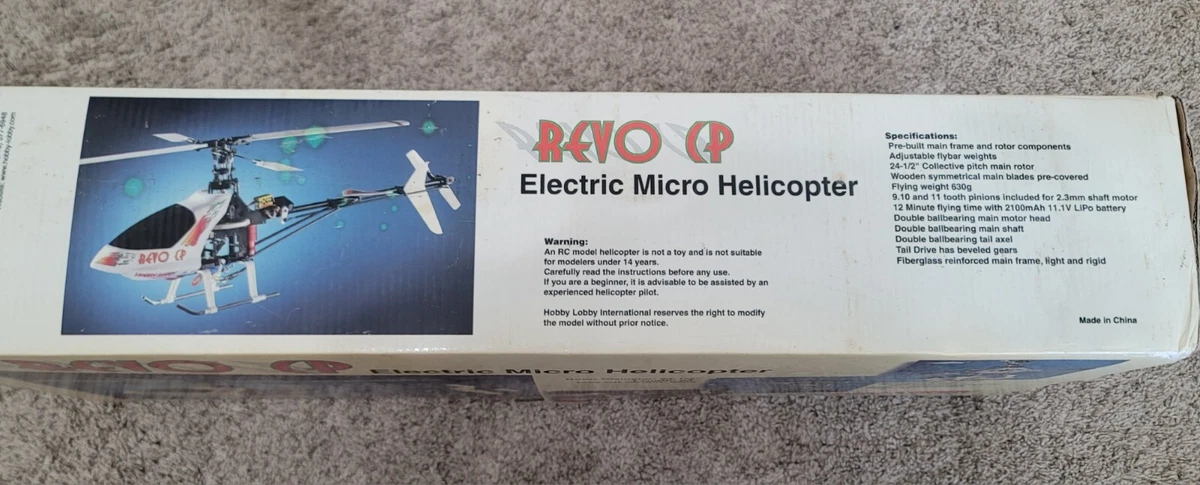 REVO CP
Electric Micro Helicopter
Warning:
An RC model helicopter is not a toy and is not suitable
for modelers under 14 years.
Carefully read the instructions before any use.
If you are a beginner, it is advisable to be assisted by an
experienced helicopter pilot.
Hobby Lobby International reserves the right to modify
the model without prior notice.
Specifications:
Pre-built main frame and rotor components
Adjustable flybar weights
24-1/2" Collective pitch main rotor
Wooden symmetrical main blades pre-covered
Flying weight 630g
9.10 and 11 tooth pinions included for 2.3mm shaft motor
12 Minute flying time with 2100mAh 11.1V LiPo battery
Double ballbearing main motor head
Double ballbearing main shaft
Double ballbearing tail axel
Tail Drive has beveled gears
Fiberglass reinforced main frame, light and rigid
Made in China
REVO CP
www.hobby-lobby.com
REVO CP
Electric Micro Helicopter